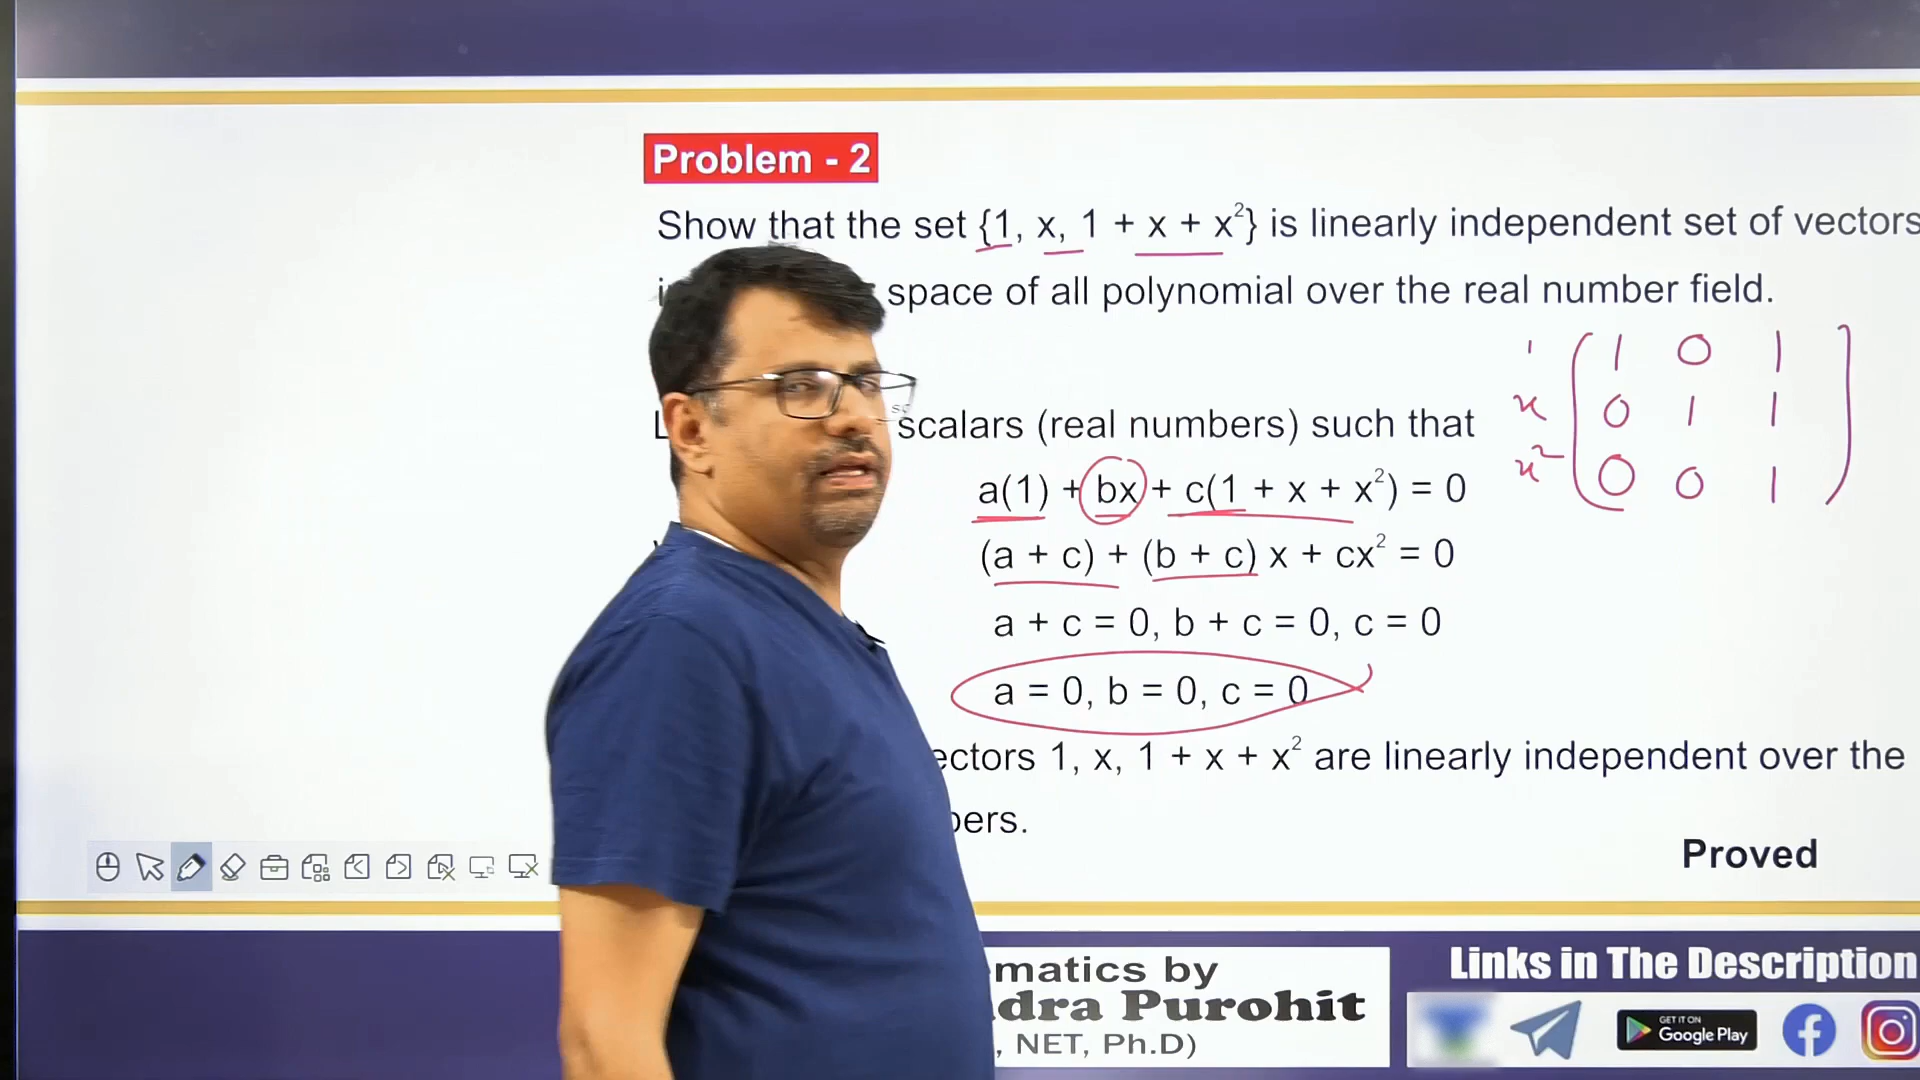 Problem - 2
Show that the set {1, x, 1 + x + x²} is linearly independent set of vectors
space of all polynomial over the real number field.
scalars (real numbers) such that
a(1) + bx + c(1 + x + x²) = 0
(a + c) + (b + c) x + cx² = 0
a + c = 0, b + c = 0, c = 0
a = 0, b = 0, c = 0
1, x, 1 + x + x² are linearly independent over the
Proved
1 1 0 1
x 0 1 1
x² 0 0 1
matics by
dra Purohit
, NET, Ph.D)
Links in The Description
GET IT ON
Google Play